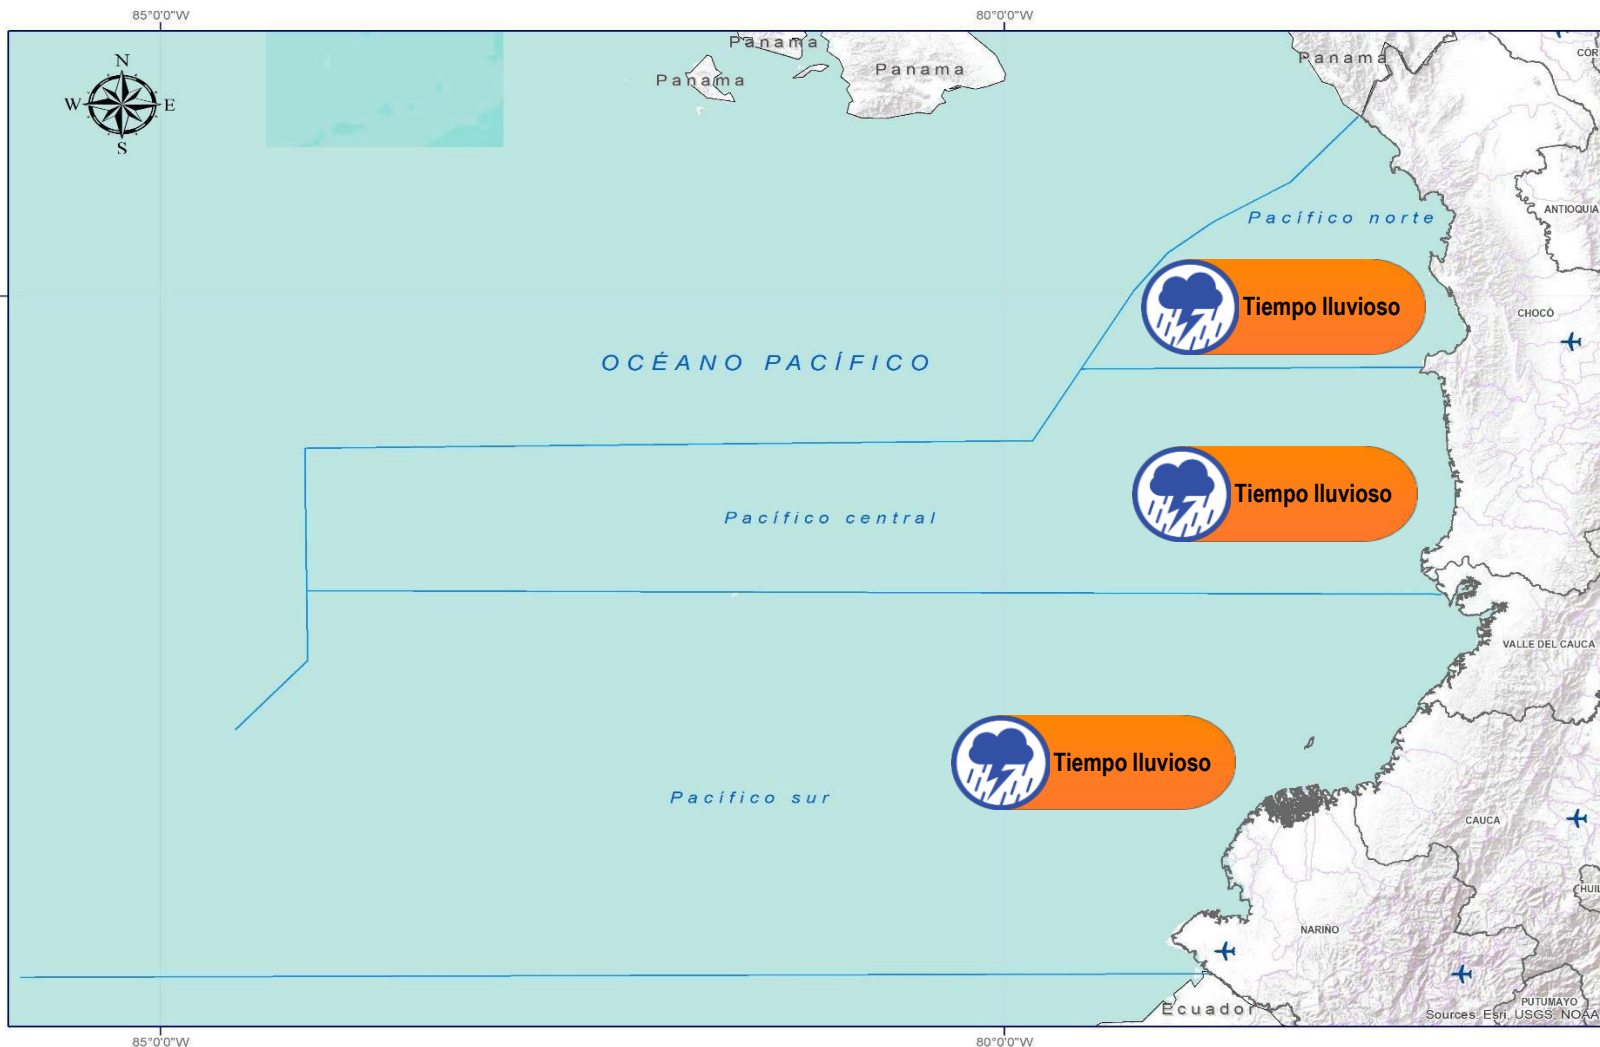 85°0'0"W
80°0'0"W
N
W
E
S
Panama
Panama
Panama
Panama
COR
Pacífico norte
ANTIOQUIA
Tiempo lluvioso
CHOCÓ
OCÉANO PACÍFICO
Tiempo lluvioso
Pacífico central
VALLE DEL CAUCA
Tiempo lluvioso
Pacífico sur
CAUCA
HUIL
NARIÑO
PUTUMAYO
Ecuador
Sources: Esri, USGS, NOAA
85°0'0"W
80°0'0"W